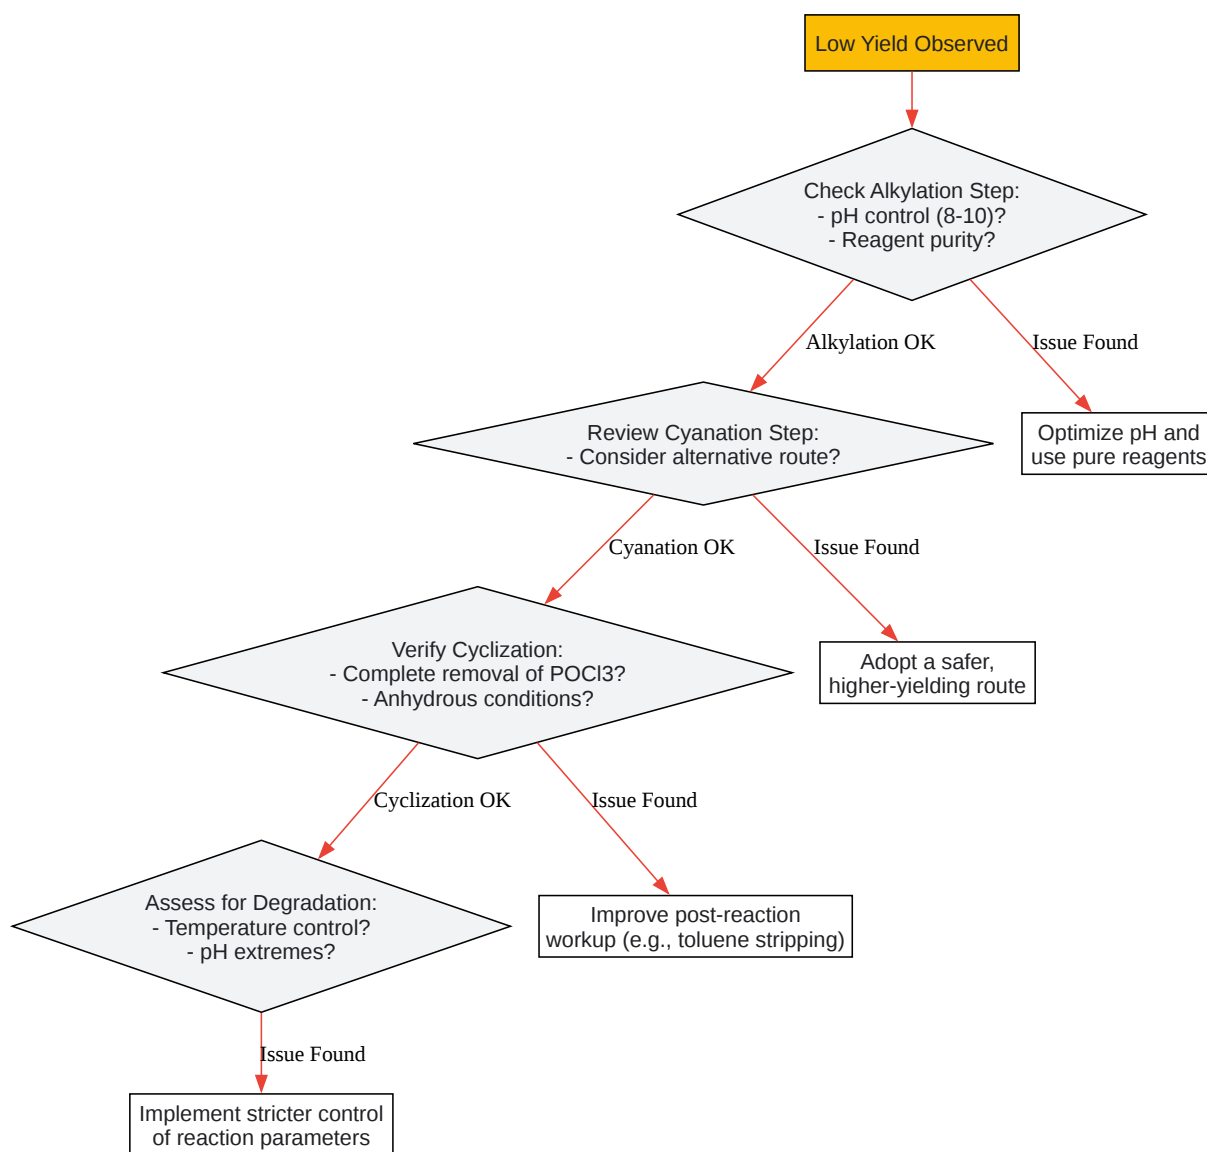 Low Yield Observed
Check Alkylation Step:
- pH control (8-10)?
- Reagent purity?
Alkylation OK
Issue Found
Review Cyanation Step:
- Consider alternative route?
Optimize pH and
use pure reagents
Cyanation OK
Issue Found
Verify Cyclization:
- Complete removal of POCl3?
- Anhydrous conditions?
Adopt a safer,
higher-yielding route
Cyclization OK
Issue Found
Assess for Degradation:
- Temperature control?
- pH extremes?
Improve post-reaction
workup (e.g., toluene stripping)
Issue Found
Implement stricter control
of reaction parameters